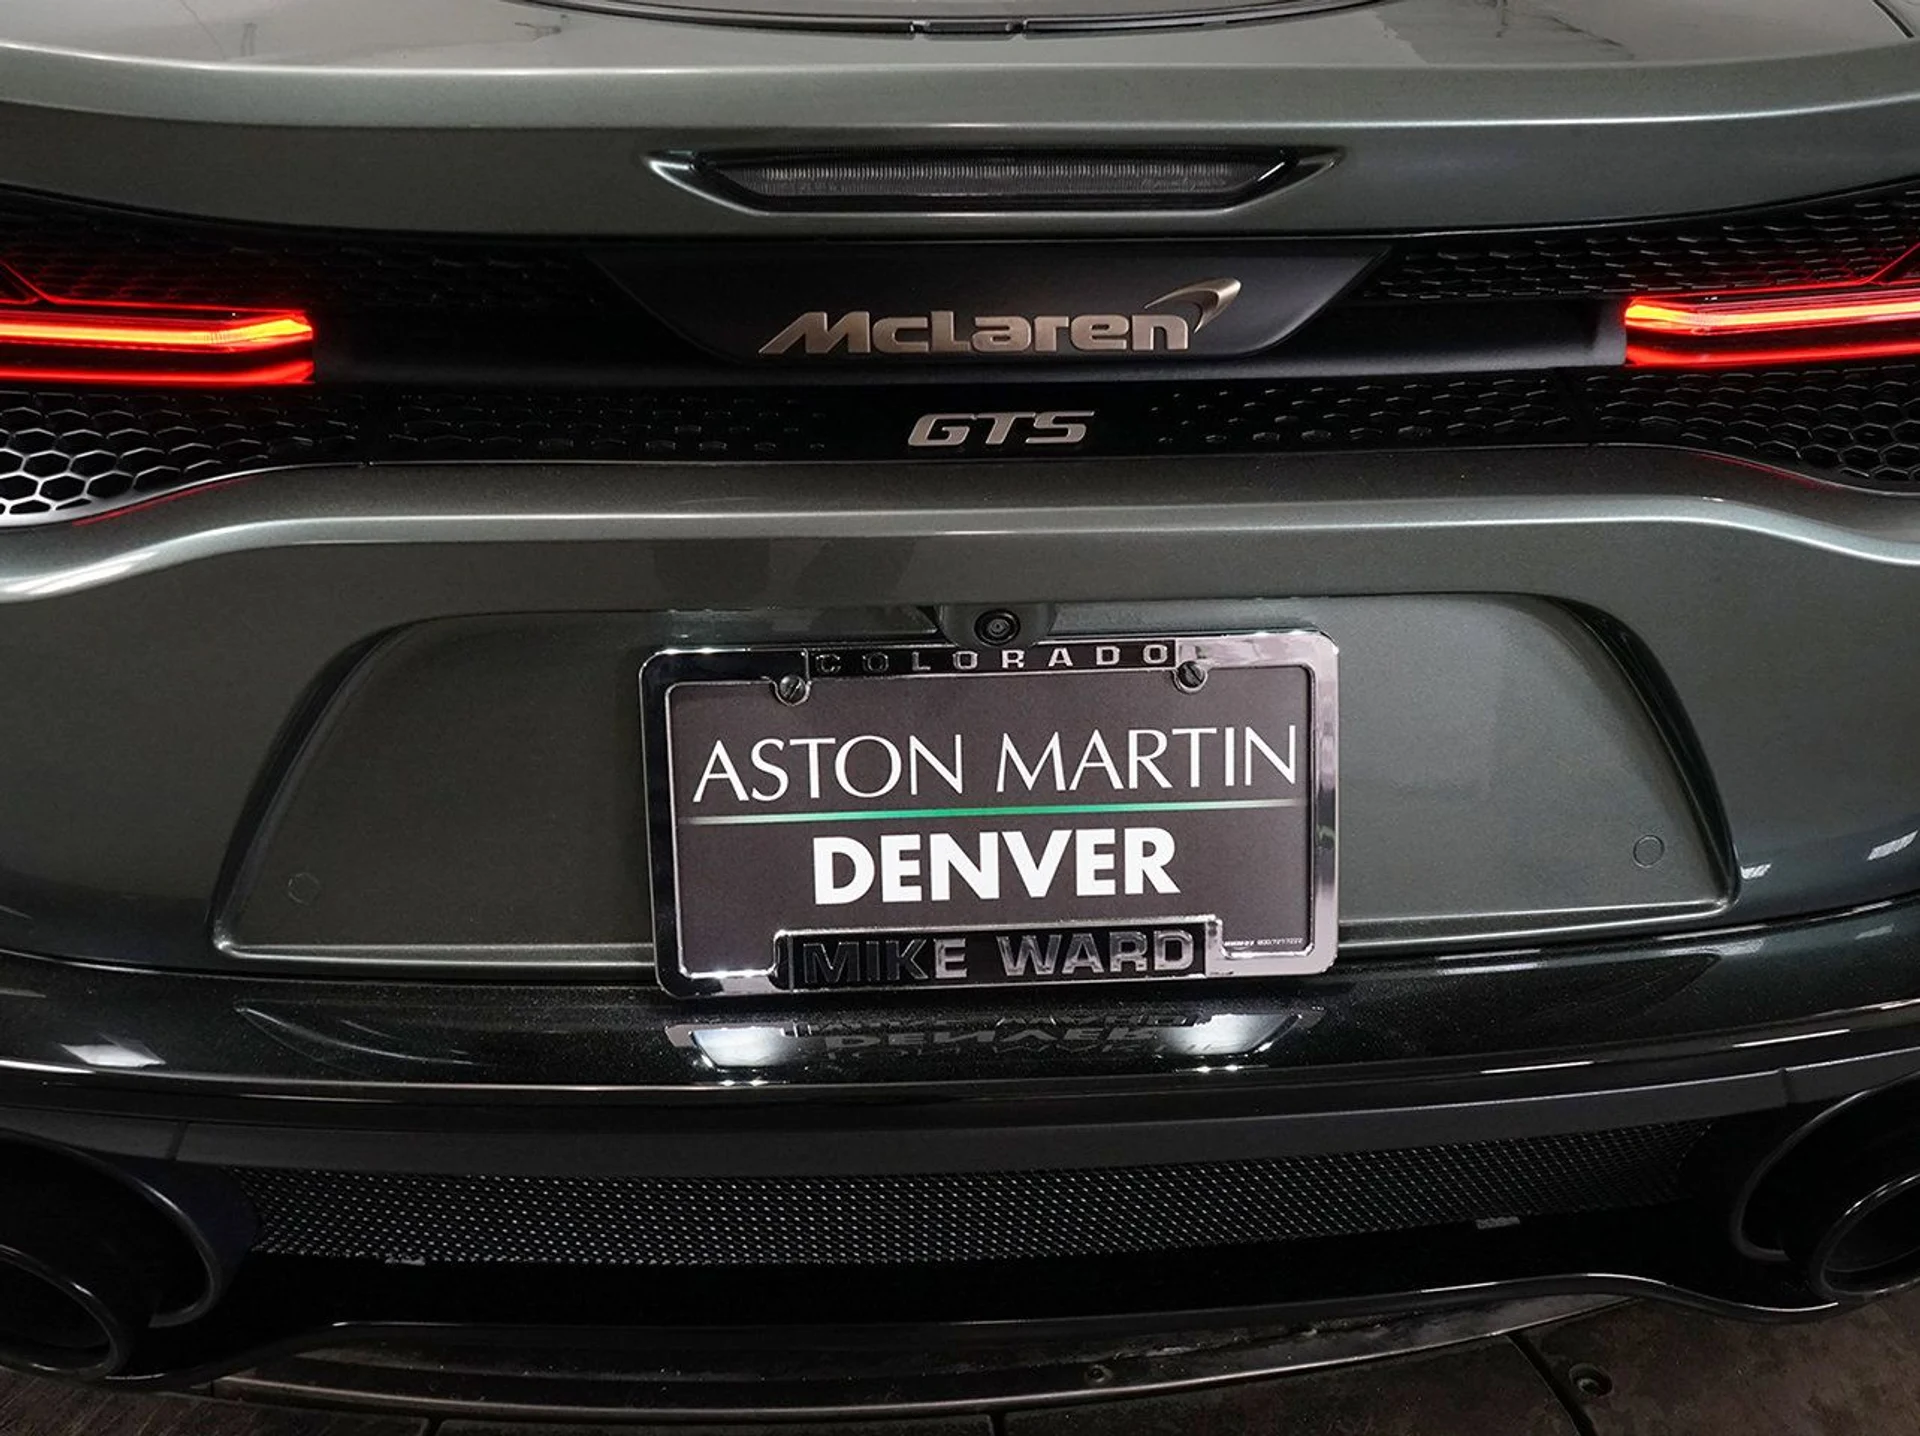 McLaren
GTS
COLORADO
ASTON MARTIN
DENVER
MIKE WARD